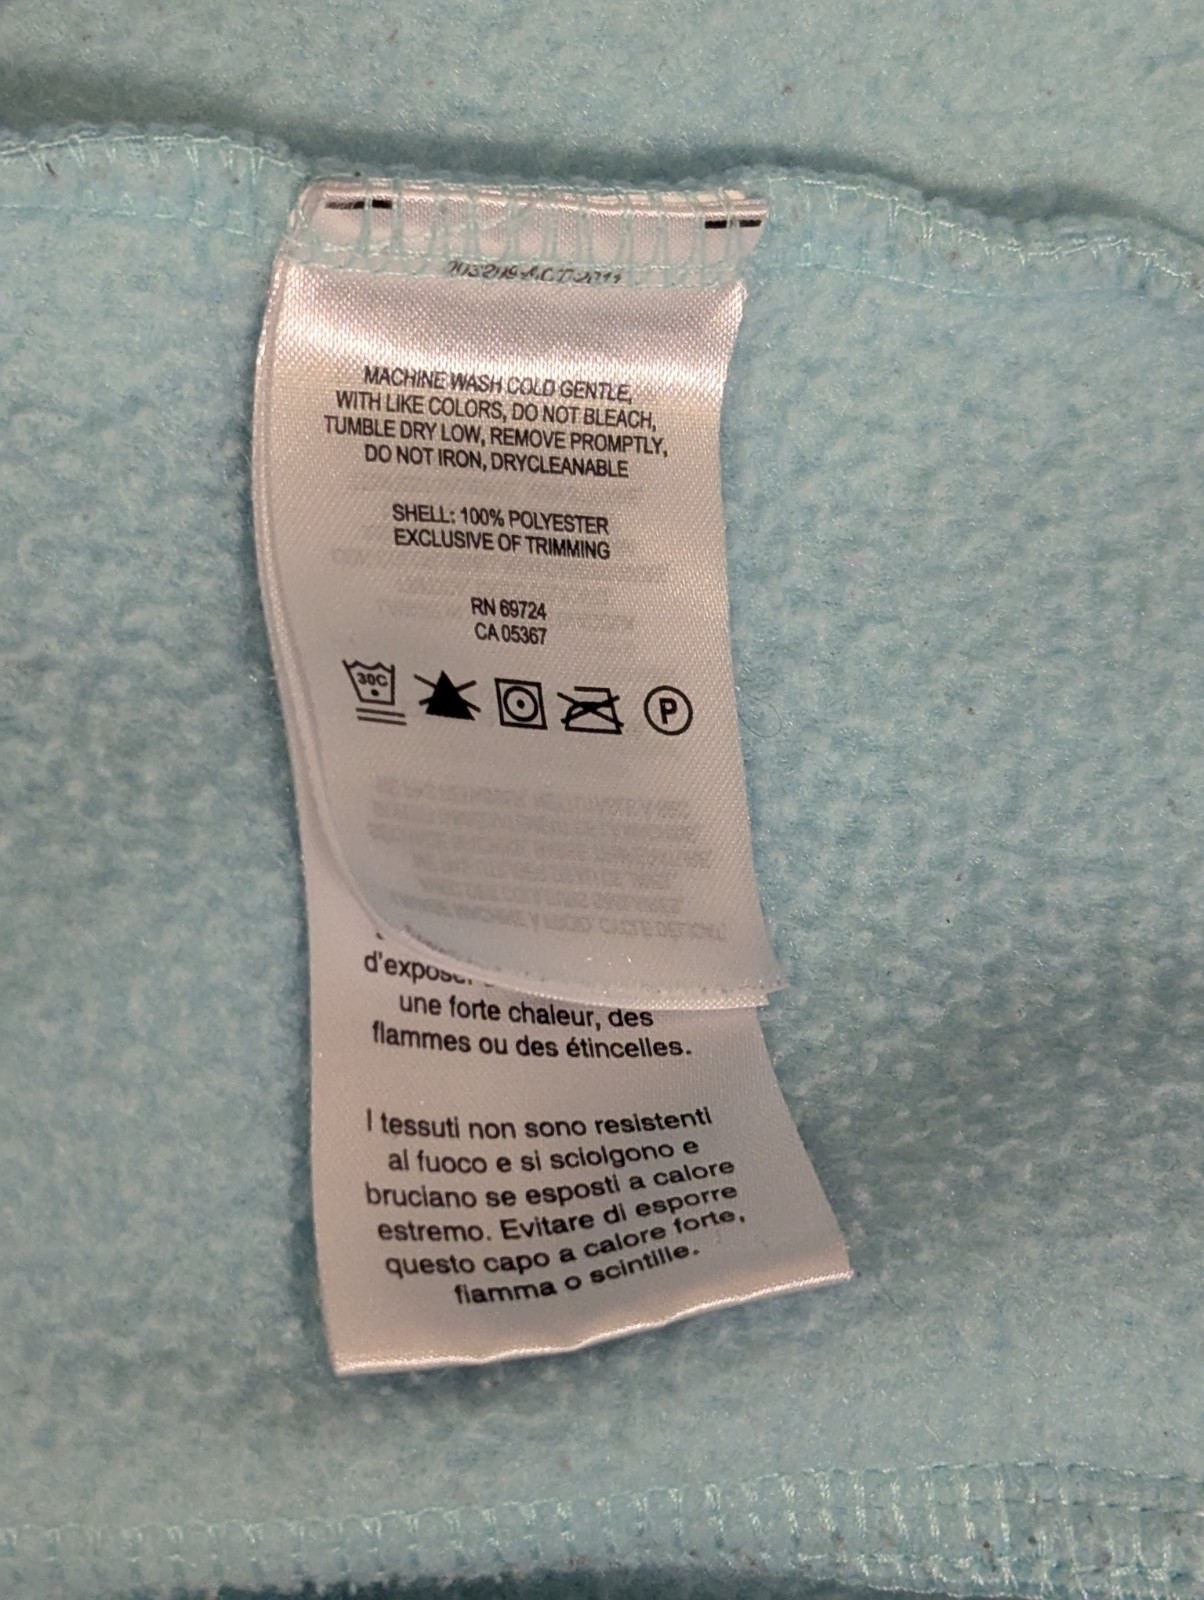 MACHINE WASH COLD GENTLE,
WITH LIKE COLORS, DO NOT BLEACH,
TUMBLE DRY LOW, REMOVE PROMPTLY,
DO NOT IRON, DRYCLEANABLE
SHELL: 100% POLYESTER
EXCLUSIVE OF TRIMMING
RN 69724
CA 05367
30C
P
une forte chaleur, des
flammes ou des étincelles.
I tessuti non sono resistenti
al fuoco e si sciolgono e
bruciano se esposti a calore
estremo. Evitare di esporre
questo capo a calore forte,
fiamma o scintille.